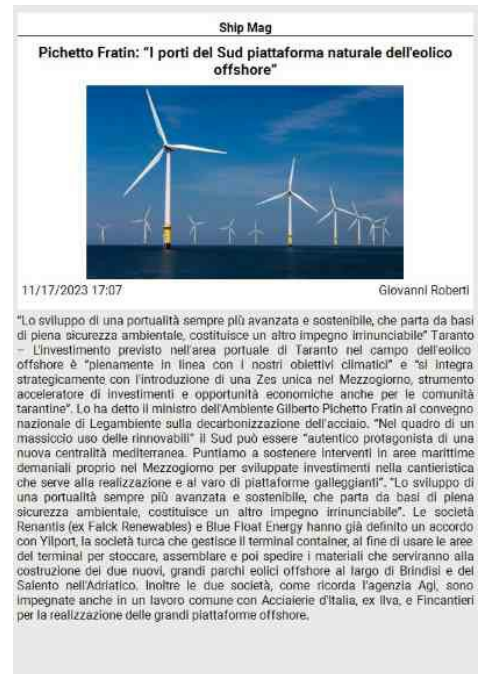 Ship Mag
Pichetto Fratin: “I porti del Sud piattaforma naturale dell'eolico
offshore”
11/17/2023 17:07
Giovanni Roberti
“Lo sviluppo di una portualità sempre più avanzata e sostenibile, che parta da basi
di piena sicurezza ambientale, costituisce un altro impegno irrinunciabile” Taranto
– L'investimento previsto nell'area portuale di Taranto nel campo dell'eolico
offshore è “pienamente in linea con i nostri obiettivi climatici” e “si integra
strategicamente con l'introduzione di una Zes unica nel Mezzogiorno, strumento
acceleratore di investimenti e opportunità economiche anche per le comunità
tarantine”. Lo ha detto il ministro dell'Ambiente Gilberto Pichetto Fratin al convegno
nazionale di Legambiente sulla decarbonizzazione dell'acciaio. “Nel quadro di un
massiccio uso delle rinnovabili” il Sud può essere “autentico protagonista di una
nuova centralità mediterranea. Puntiamo a sostenere interventi in aree marittime
demaniali proprio nel Mezzogiorno per sviluppate investimenti nella cantieristica
che serve alla realizzazione e al varo di piattaforme galleggianti”. “Lo sviluppo di
una portualità sempre più avanzata e sostenibile, che parta da basi di piena
sicurezza ambientale, costituisce un altro impegno irrinunciabile”. Le società
Renantis (ex Falck Renewables) e Blue Float Energy hanno già definito un accordo
con Yilport, la società turca che gestisce il terminal container, al fine di usare le aree
del terminal per stoccare, assemblare e poi spedire i materiali che serviranno alla
costruzione dei due nuovi, grandi parchi eolici offshore al largo di Brindisi e del
Salento nell'Adriatico. Inoltre le due società, come ricorda l'agenzia Agi, sono
impegnate anche in un lavoro comune con Acciaierie d'Italia, ex Ilva, e Fincantieri
per la realizzazione delle grandi piattaforme offshore.